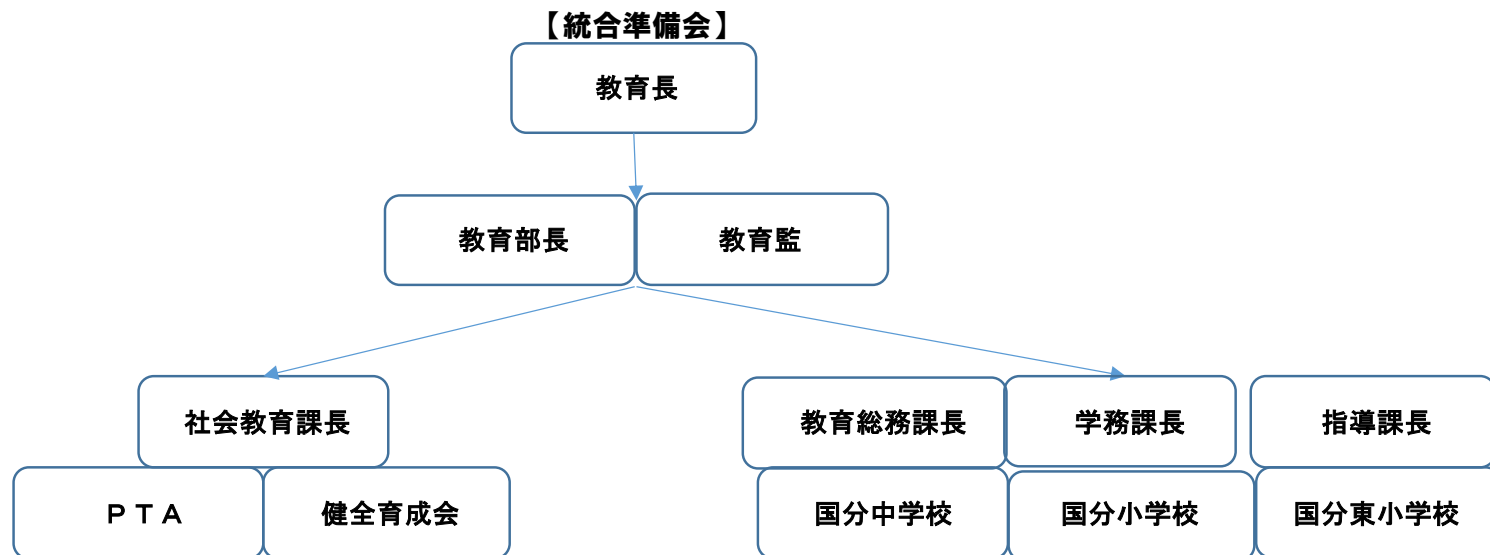 【統合準備会】
教育長
教育部長
教育監
社会教育課長
教育総務課長
学務課長
指導課長
ＰＴＡ
健全育成会
国分中学校
国分小学校
国分東小学校